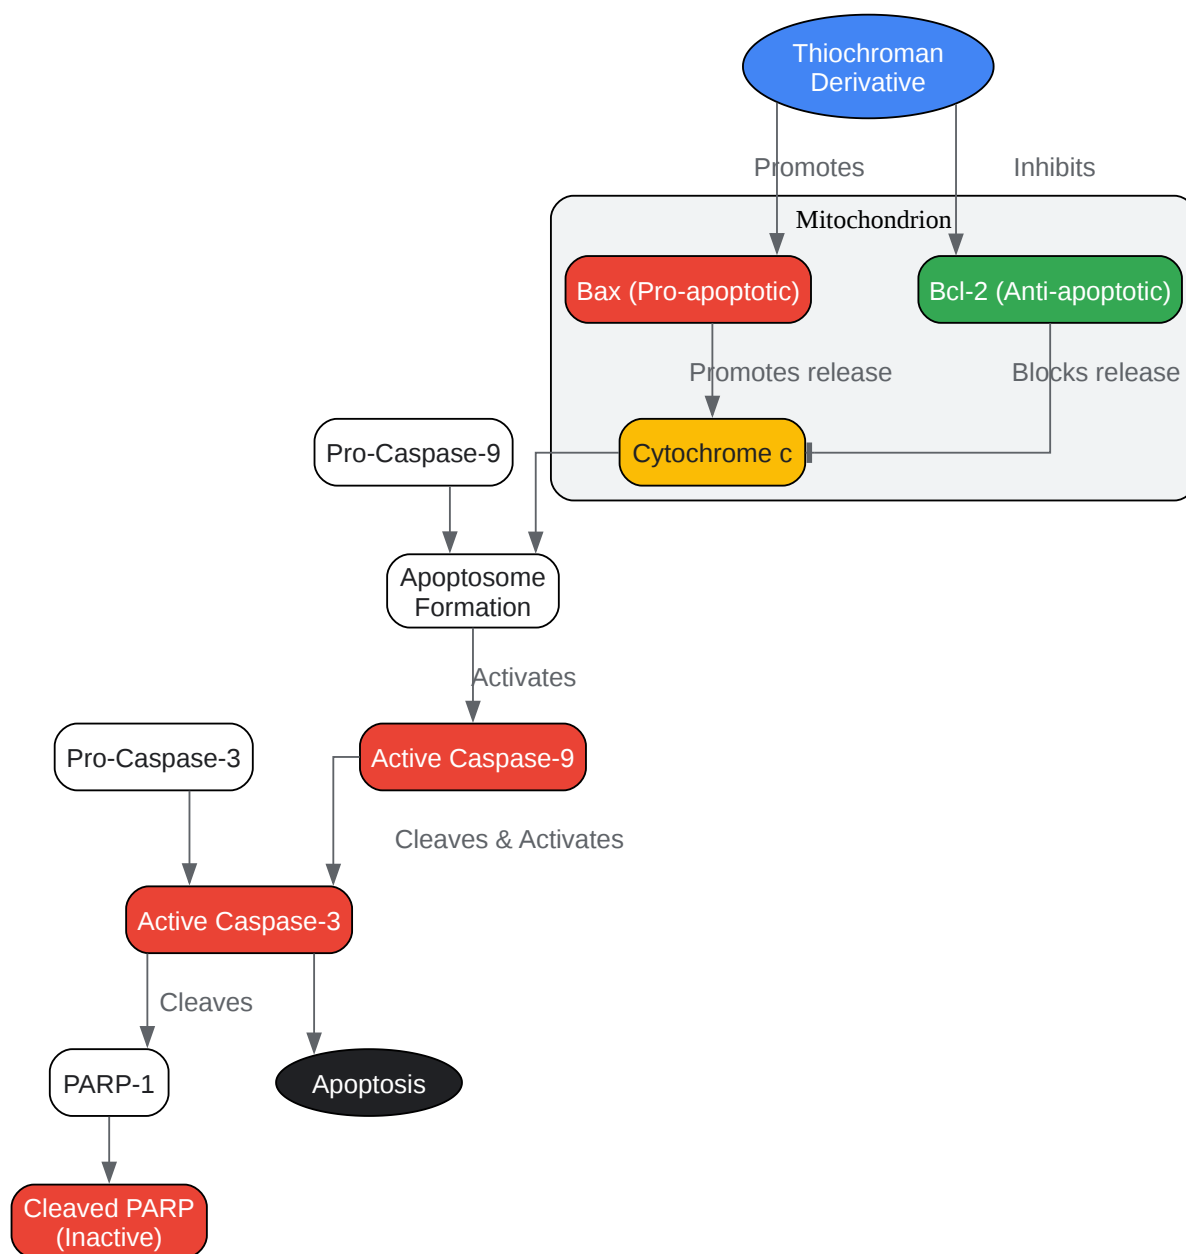 Thiochroman
Derivative
Promotes
Inhibits
Mitochondrion
Bax (Pro-apoptotic)
Bcl-2 (Anti-apoptotic)
Promotes release
Blocks release
Pro-Caspase-9
Cytochrome c
Apoptosome
Formation
Activates
Pro-Caspase-3
Active Caspase-9
Cleaves & Activates
Active Caspase-3
Cleaves
PARP-1
Apoptosis
Cleaved PARP
(Inactive)